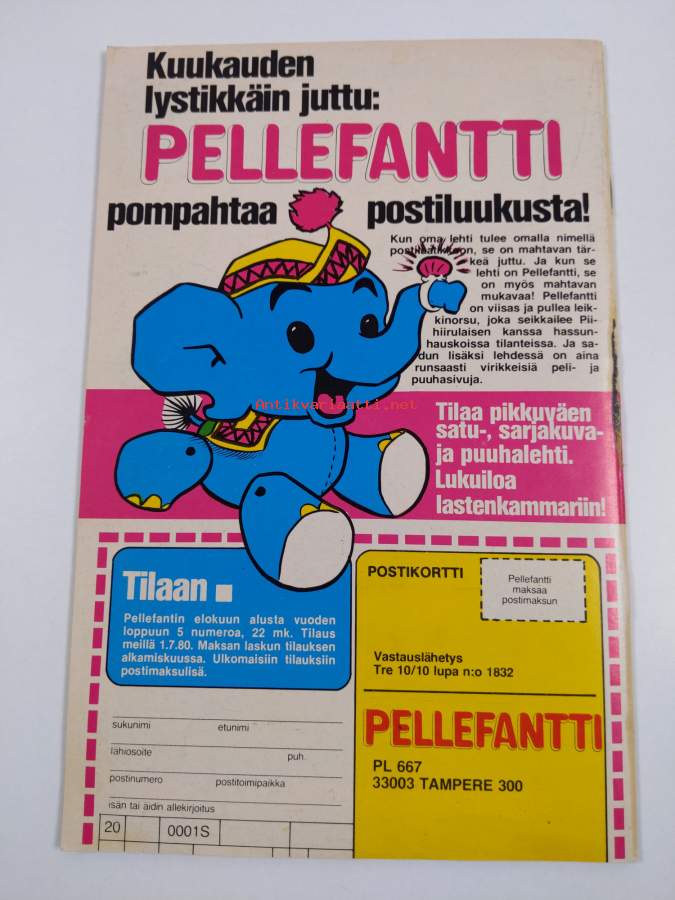 Kuukauden
lystikkäin juttu:
PELLEFANTTI
pompahtaa postiluukusta!
Kun oma lehti tulee omalla nimellä
postilaatikkoon, se on mahtavan tär-
keä juttu. Ja kun se
lehti on Pellefantti, se
on myös mahtavan
mukavaa! Pellefantti
on viisas ja pullea leik-
kinorsu, joka seikkailee Pii-
hiirulaisen kanssa hassun-
hauskoissa tilanteissa. Ja sa-
dun lisäksi lehdessä on aina
runsaasti virikkeisiä peli- ja
puuhasivuja.
Antikvariaatti.net
Tilaa pikkuväen
satu-, sarjakuva-
ja puuhalehti.
Lukuiloa
lastenkammariin!
Tilaan
Pellefantin elokuun alusta vuoden
loppuun 5 numeroa, 22 mk. Tilaus
meillä 1.7.80. Maksan laskun tilauksen
alkamiskuussa. Ulkomaisiin tilauksiin
postimaksulisä.
sukunimi etunimi
lähiosoite puh.
postinumero postitoimipaikka
isän tai äidin allekirjoitus
20 0001S
POSTIKORTTI
Pellefantti
maksaa
postimaksun
Vastauslähetys
Tre 10/10 lupa n:o 1832
PELLEFANTTI
PL 667
33003 TAMPERE 300